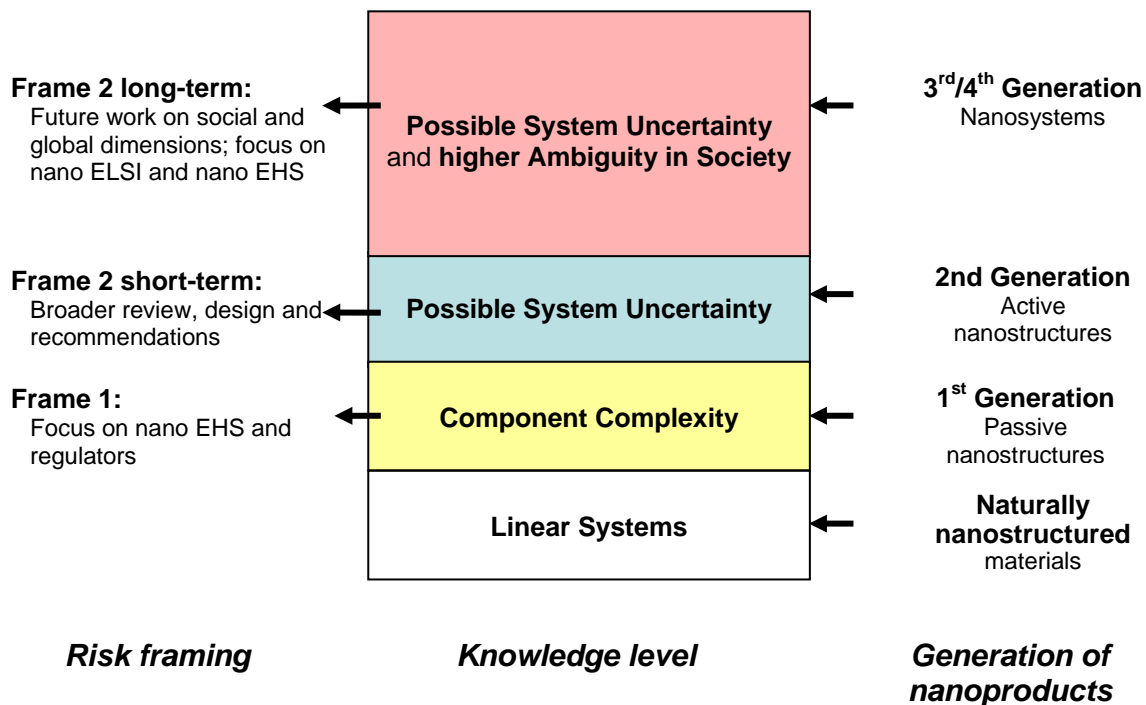 Frame 2 long-term:
Future work on social and
global dimensions; focus on
nano ELSI and nano EHS
Possible System Uncertainty
and higher Ambiguity in Society
3rd/4th Generation
Nanosystems
Frame 2 short-term:
Broader review, design and
recommendations
Possible System Uncertainty
2nd Generation
Active
nanostructures
Frame 1:
Focus on nano EHS and
regulators
Component Complexity
1st Generation
Passive
nanostructures
Linear Systems
Naturally
nanostructured
materials
Risk framing
Knowledge level
Generation of
nanoproducts